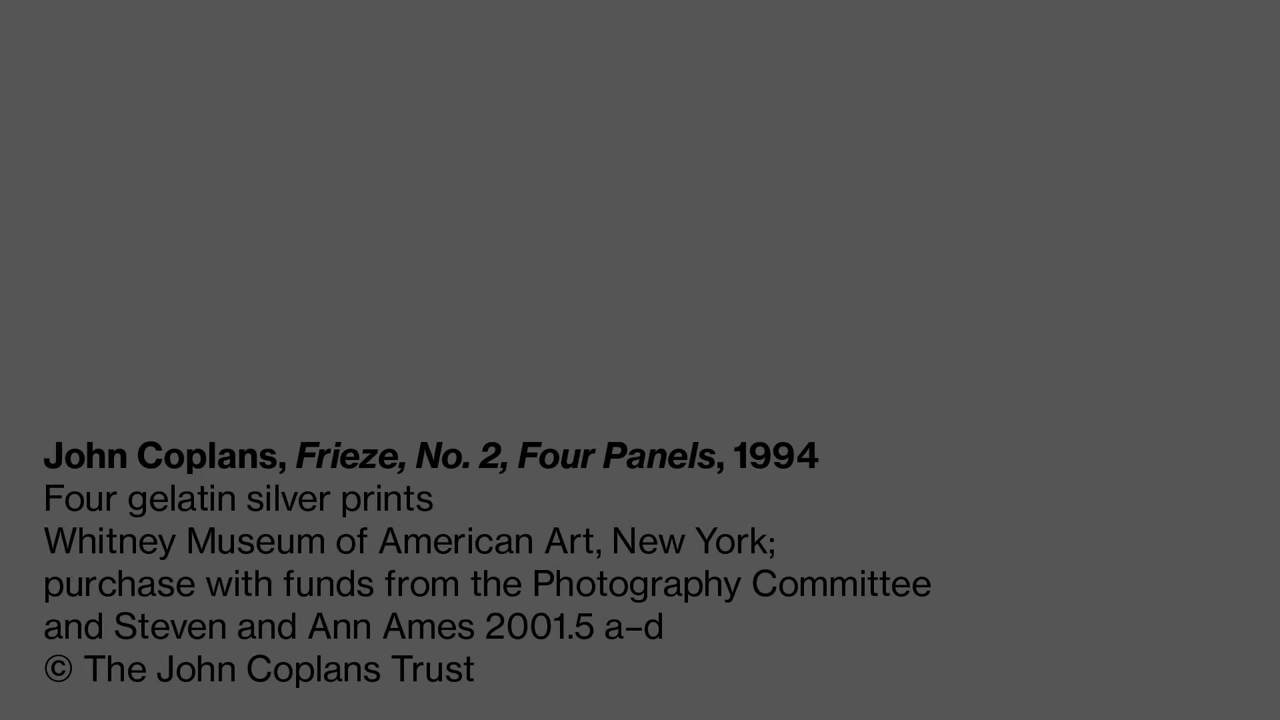 John Coplans, Frieze, No. 2, Four Panels, 1994
Four gelatin silver prints
Whitney Museum of American Art, New York;
purchase with funds from the Photography Committee
and Steven and Ann Ames 2001.5 a–d
© The John Coplans Trust